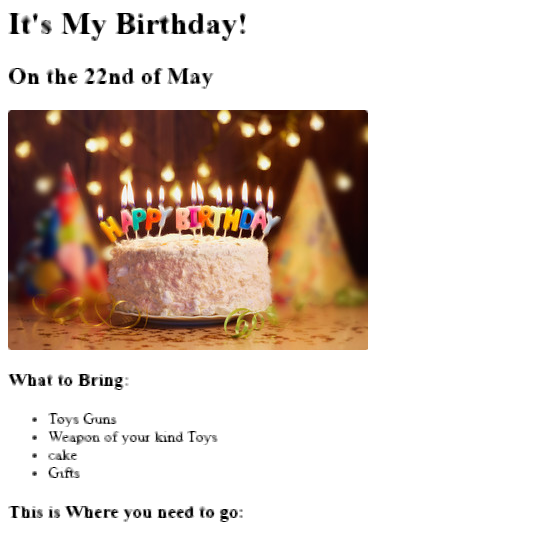 It's My Birthday!
On the 22nd of May
HAPPY BIRTHDAY
What to Bring:
Toys Guns
Weapon of your kind Toys
cake
Gifts
This is Where you need to go: